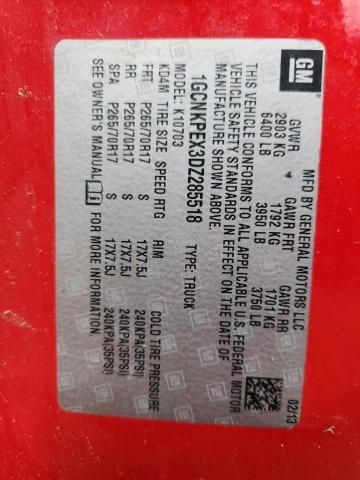 GM
MFD BY GENERAL MOTORS LLC
02/13
GVWR GAWR FRT GAWR RR
2903 KG 1792 KG 1701 KG
6400 LB 3950 LB 3750 LB
THIS VEHICLE CONFORMS TO ALL APPLICABLE U.S. FEDERAL MOTOR
VEHICLE SAFETY STANDARDS IN EFFECT ON THE DATE OF
MANUFACTURE SHOWN ABOVE.
1GCNKPEX3DZ285518 TYPE: TRUCK
MODEL: K10703
KD4M TIRE SIZE SPEED RTG RIM COLD TIRE PRESSURE
FRT P265/70R17 S 17X7.5J 240KPA(35PSI)
RR P265/70R17 S 17X7.5J 240KPA(35PSI)
SPA P265/70R17 S 17X7.5J 240KPA(35PSI)
SEE OWNER'S MANUAL